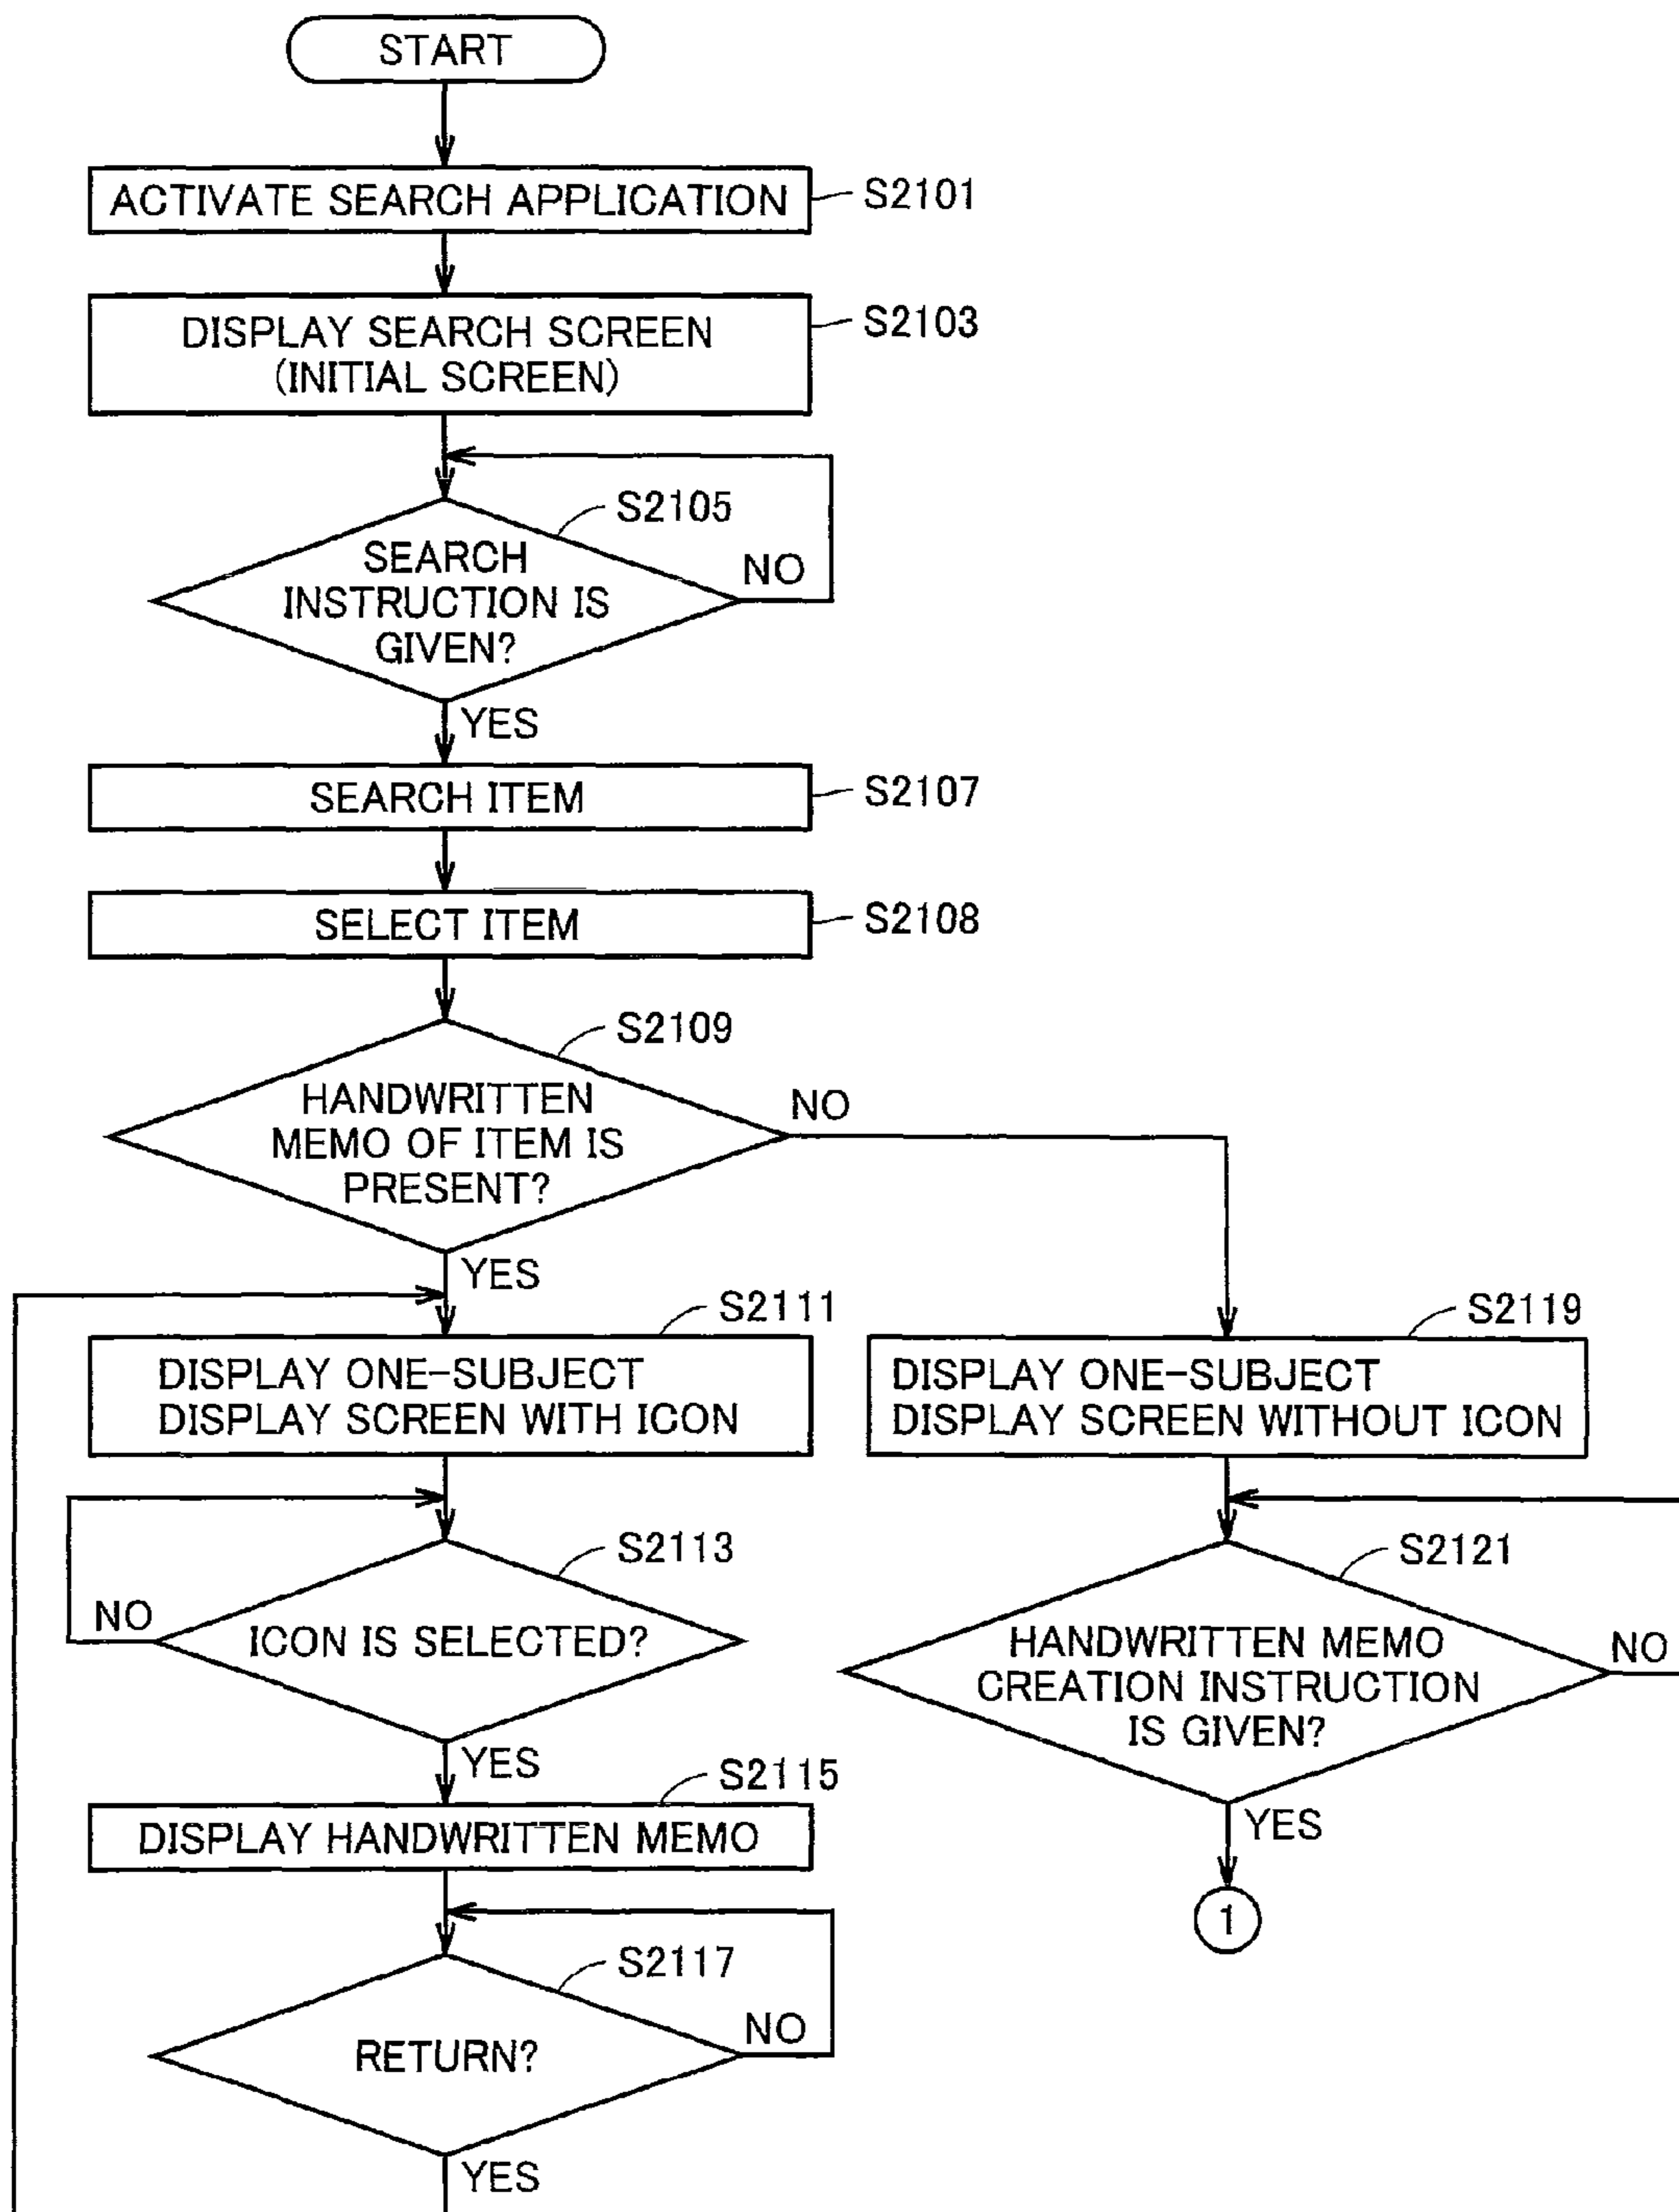 START
ACTIVATE SEARCH APPLICATION
S2101
DISPLAY SEARCH SCREEN
(INITIAL SCREEN)
S2103
S2105
SEARCH
INSTRUCTION IS
GIVEN?
NO
YES
SEARCH ITEM
S2107
SELECT ITEM
S2108
S2109
HANDWRITTEN
MEMO OF ITEM IS
PRESENT?
NO
YES
S2111
DISPLAY ONE-SUBJECT
DISPLAY SCREEN WITH ICON
S2113
NO
ICON IS SELECTED?
YES
S2115
DISPLAY HANDWRITTEN MEMO
S2117
RETURN?
NO
YES
S2119
DISPLAY ONE-SUBJECT
DISPLAY SCREEN WITHOUT ICON
S2121
HANDWRITTEN MEMO
CREATION INSTRUCTION
IS GIVEN?
NO
YES
1